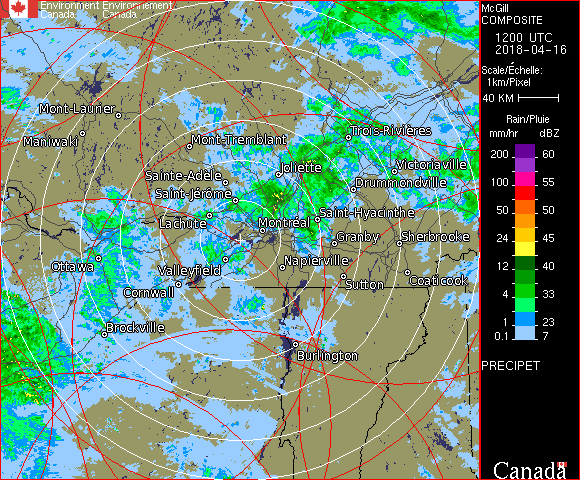 Environment Environnement
Canada Canada
McGill
COMPOSITE
1200 UTC
2018-04-16
Scale/Échelle:
1km/Pixel
40 KM
Rain/Pluie
mm/hr dBZ
200 60
100 55
50 50
24 45
12 40
4 33
1 23
0.1 7
PRECIPET
Canada
Mont-Laurier
Maniwaki
Mont-Tremblant
Trois-Rivières
Sainte-Adèle
Joliette
Victoriaville
Saint-Jérôme
Drummondville
Lachute
Montréal
Saint-Hyacinthe
Granby
Sherbrooke
Ottawa
Valleyfield
Napierville
Cornwall
Sutton
Coaticook
Brockville
Burlington